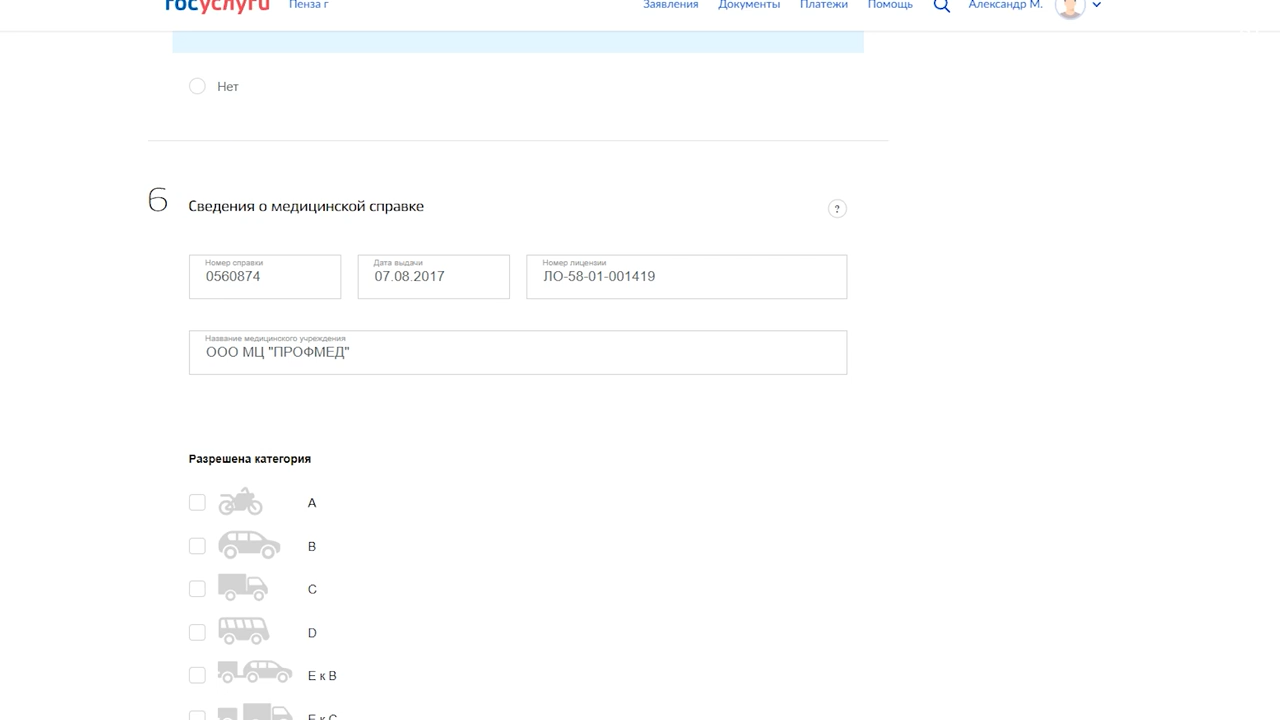 госуслуги Пенза г Заявления Документы Платежи Помощь Александр М.
Нет
6 Сведения о медицинской справке ?
Номер справки Дата выдачи Номер лицензии
0560874 07.08.2017 ЛО-58-01-001419
Название медицинского учреждения
ООО МЦ "ПРОФМЕД"
Разрешена категория
A
B
C
D
E к B
E к C